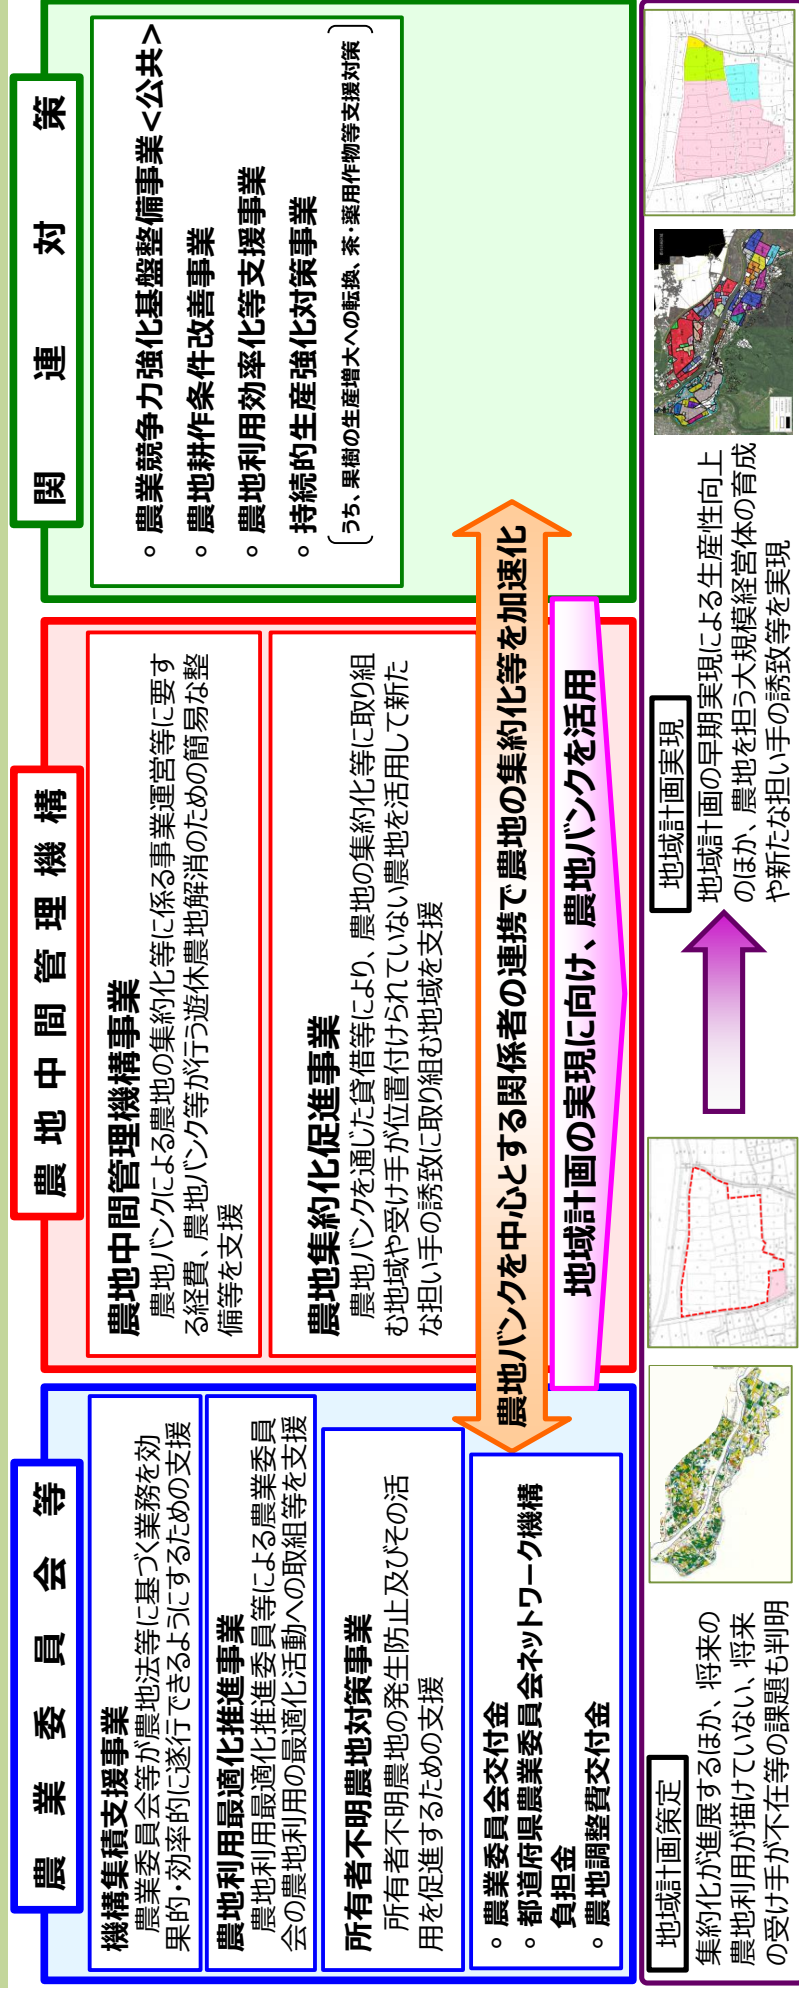 農業委員会等
機構集積支援事業
農業委員会等が農地法等に基づく業務を効
果的・効率的に遂行できるようにするための支援
農地利用最適化推進事業
農地利用最適化推進委員等による農業委員
会の農地利用の最適化活動への取組等を支援
所有者不明農地対策事業
所有者不明農地の発生防止及びその活
用を促進するための支援
○ 農業委員会交付金
○ 都道府県農業委員会ネットワーク機構
負担金
○ 農地調整費交付金
農地中間管理機構
農地中間管理機構事業
農地バンクによる農地の集約化等に係る事業運営等に要す
る経費、農地バンク等が行う遊休農地解消のための簡易な整
備等を支援
農地集約化促進事業
農地バンクを通じた貸借等により、農地の集約化等に取り組
む地域や受け手が位置付けられていない農地を活用して新た
な担い手の誘致に取り組む地域を支援
関連対策
○ 農業競争力強化基盤整備事業<公共>
○ 農地耕作条件改善事業
○ 農地利用効率化等支援事業
○ 持続的生産強化対策事業
うち、果樹の生産増大への転換、茶・薬用作物等支援対策
農地バンクを中心とする関係者の連携で農地の集約化等を加速化
地域計画の実現に向け、農地バンクを活用
地域計画策定
集約化が進展するほか、将来の
農地利用が描けていない、将来
の受け手が不在等の課題も判明
地域計画実現
地域計画の早期実現による生産性向上
のほか、農地を担う大規模経営体の育成
や新たな担い手の誘致等を実現